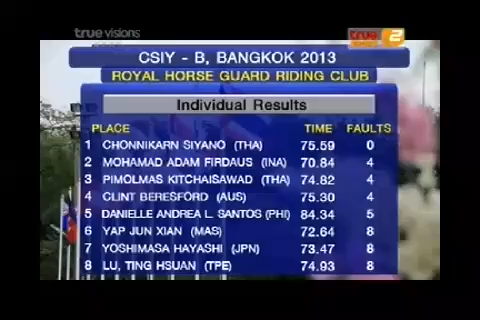 true visions
true
2
CSIY - B, BANGKOK 2013
ROYAL HORSE GUARD RIDING CLUB
Individual Results
PLACE TIME FAULTS
1 CHONNIKARN SIYANO (THA) 75.59 0
2 MOHAMAD ADAM FIRDAUS (INA) 70.84 4
3 PIMOLMAS KITCHAISAWAD (THA) 74.82 4
4 CLINT BERESFORD (AUS) 75.30 4
5 DANIELLE ANDREA L. SANTOS (PHI) 84.34 5
6 YAP JUN XIAN (MAS) 72.64 8
7 YOSHIMASA HAYASHI (JPN) 73.47 8
8 LU, TING HSUAN (TPE) 74.93 8